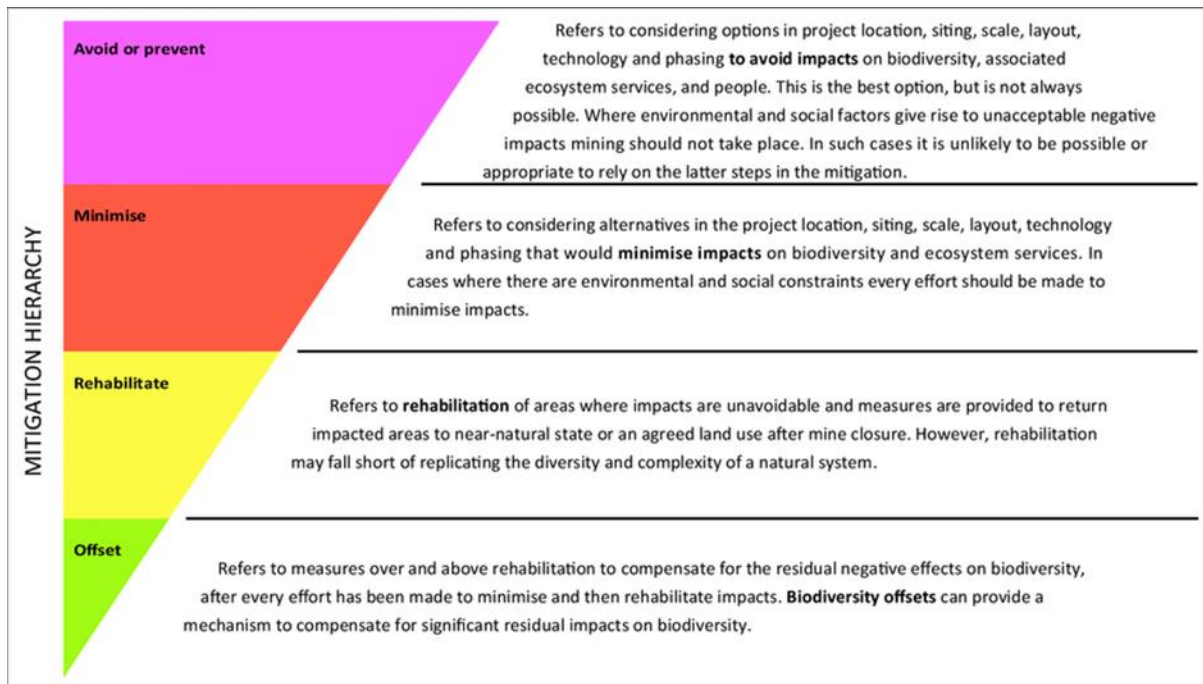 MITIGATION HIERARCHY
Avoid or prevent
Refers to considering options in project location, siting, scale, layout,
technology and phasing to avoid impacts on biodiversity, associated
ecosystem services, and people. This is the best option, but is not always
possible. Where environmental and social factors give rise to unacceptable negative
impacts mining should not take place. In such cases it is unlikely to be possible or
appropriate to rely on the latter steps in the mitigation.
Minimise
Refers to considering alternatives in the project location, siting, scale, layout, technology
and phasing that would minimise impacts on biodiversity and ecosystem services. In
cases where there are environmental and social constraints every effort should be made to
minimise impacts.
Rehabilitate
Refers to rehabilitation of areas where impacts are unavoidable and measures are provided to return
impacted areas to near-natural state or an agreed land use after mine closure. However, rehabilitation
may fall short of replicating the diversity and complexity of a natural system.
Offset
Refers to measures over and above rehabilitation to compensate for the residual negative effects on biodiversity,
after every effort has been made to minimise and then rehabilitate impacts. Biodiversity offsets can provide a
mechanism to compensate for significant residual impacts on biodiversity.